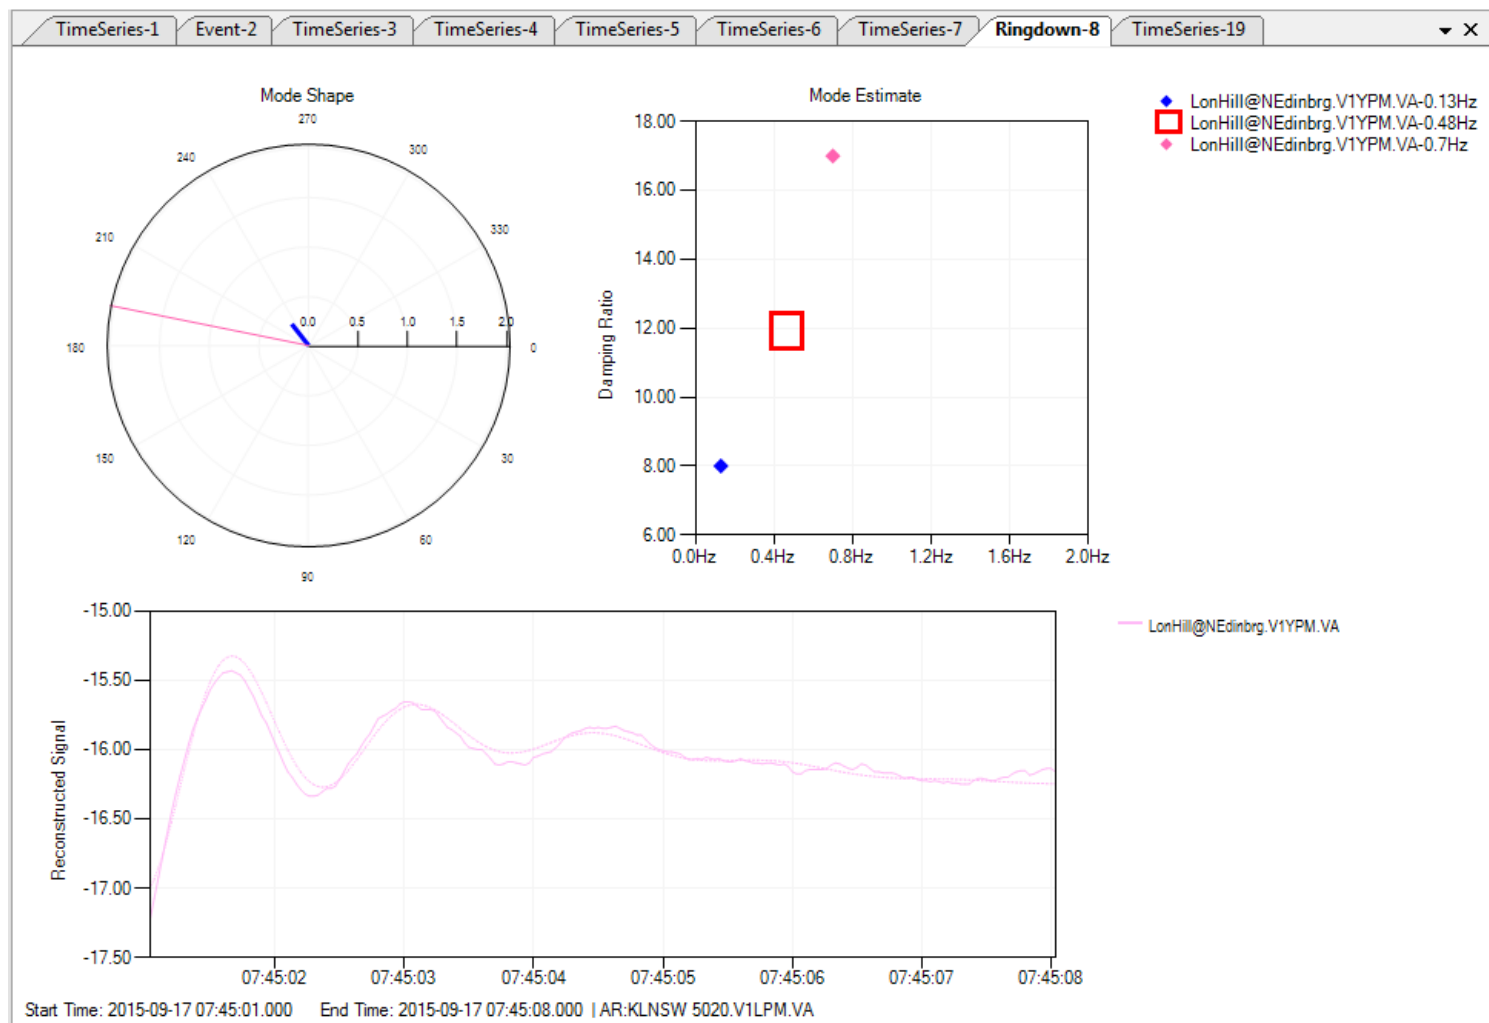 TimeSeries-1 Event-2 TimeSeries-3 TimeSeries-4 TimeSeries-5 TimeSeries-6 TimeSeries-7 Ringdown-8 TimeSeries-19
Mode Shape
270
240 300
210 330
180 0
150 30
120 60
90
0.0 0.5 1.0 1.5 2.0
Mode Estimate
Damping Ratio
18.00
16.00
14.00
12.00
10.00
8.00
6.00
0.0Hz 0.4Hz 0.8Hz 1.2Hz 1.6Hz 2.0Hz
LonHill@NEdinbrg.V1YPM.VA-0.13Hz
LonHill@NEdinbrg.V1YPM.VA-0.48Hz
LonHill@NEdinbrg.V1YPM.VA-0.7Hz
Reconstructed Signal
-15.00
-15.50
-16.00
-16.50
-17.00
-17.50
07:45:02 07:45:03 07:45:04 07:45:05 07:45:06 07:45:07 07:45:08
LonHill@NEdinbrg.V1YPM.VA
Start Time: 2015-09-17 07:45:01.000 End Time: 2015-09-17 07:45:08.000 | AR:KLNSW 5020.V1LPM.VA